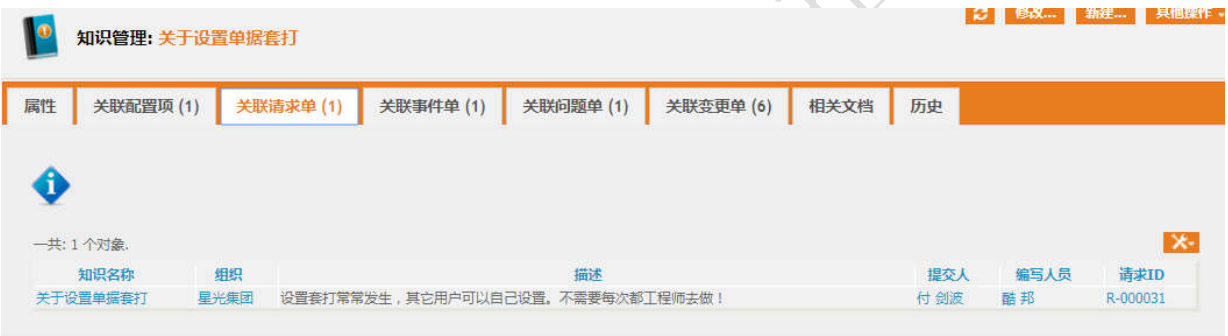 修改... 新建... 其他操作
知识管理: 关于设置单据套打
属性 关联配置项 (1) 关联请求单 (1) 关联事件单 (1) 关联问题单 (1) 关联变更单 (6) 相关文档 历史
一共: 1 个对象.
知识名称 组织 描述 提交人 编写人员 请求ID
关于设置单据套打 星光集团 设置套打常常发生，其它用户可以自己设置。不需要每次都工程师去做！ 付 剑波 酷 邦 R-000031